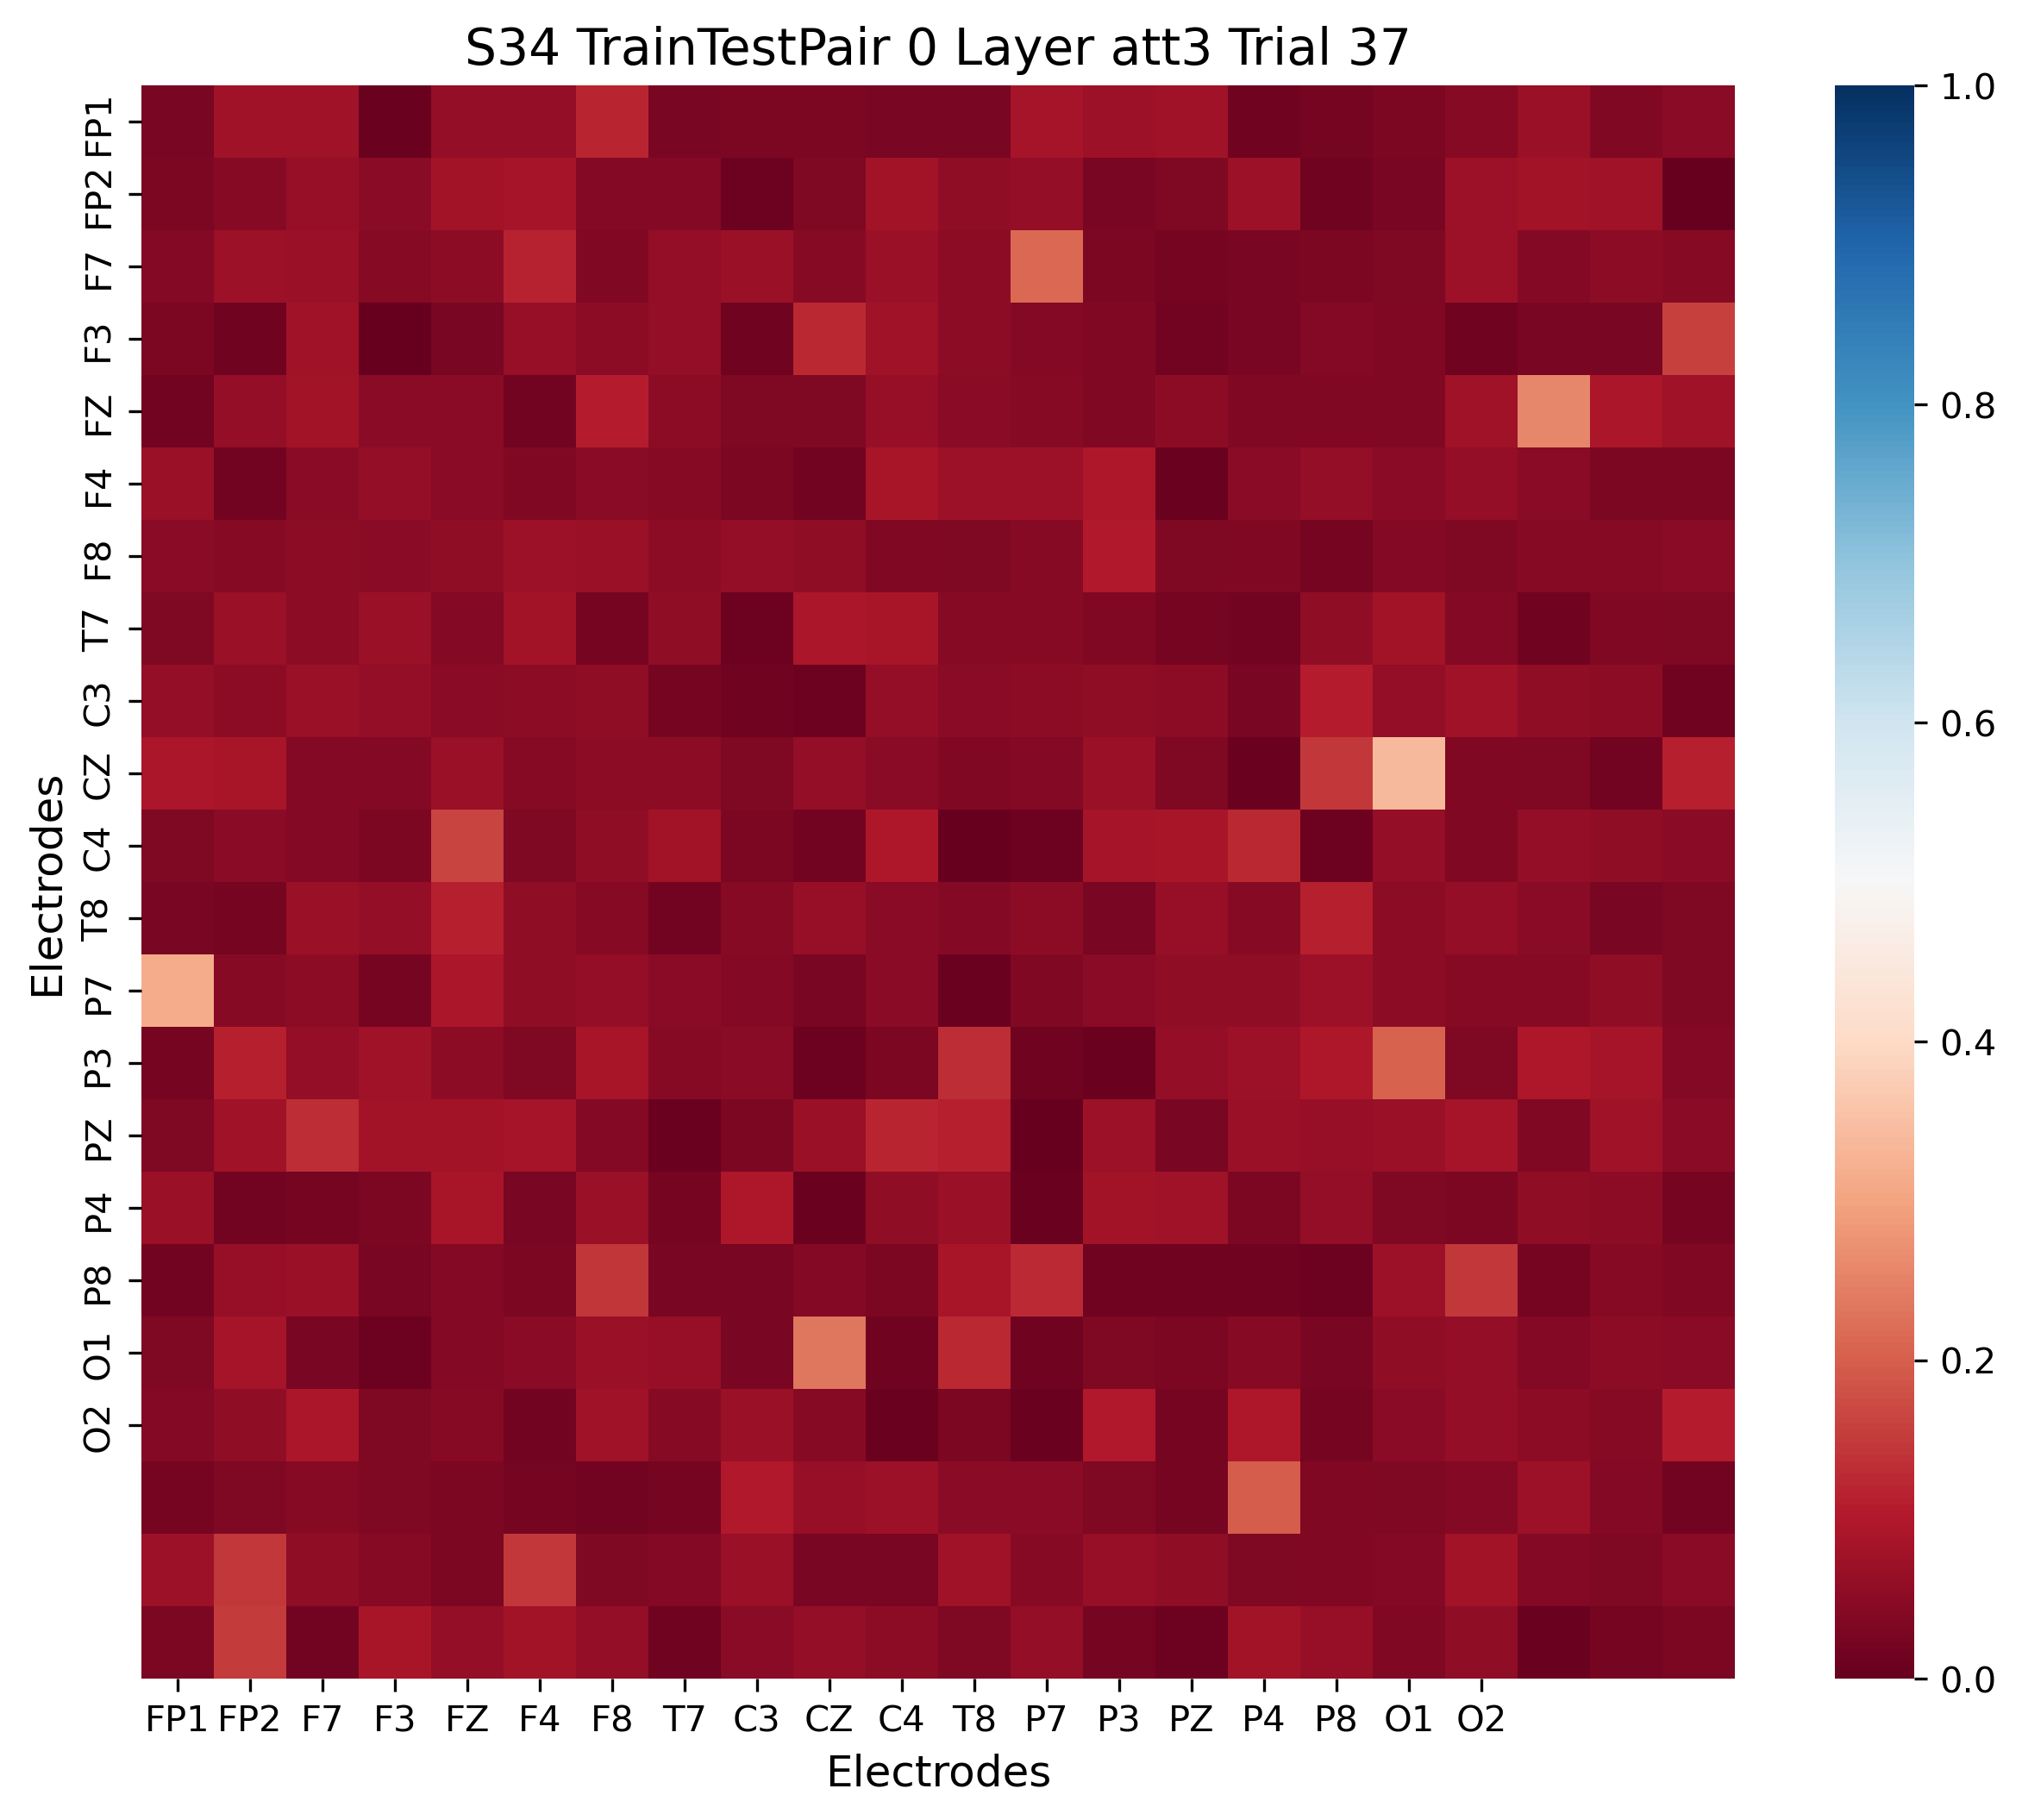 S34 TrainTestPair 0 Layer att3 Trial 37
Electrodes
FP1
FP2
F7
F3
FZ
F4
F8
T7
C3
CZ
C4
T8
P7
P3
PZ
P4
P8
O1
O2
FP1 FP2 F7 F3 FZ F4 F8 T7 C3 CZ C4 T8 P7 P3 PZ P4 P8 O1 O2
Electrodes
1.0
0.8
0.6
0.4
0.2
0.0